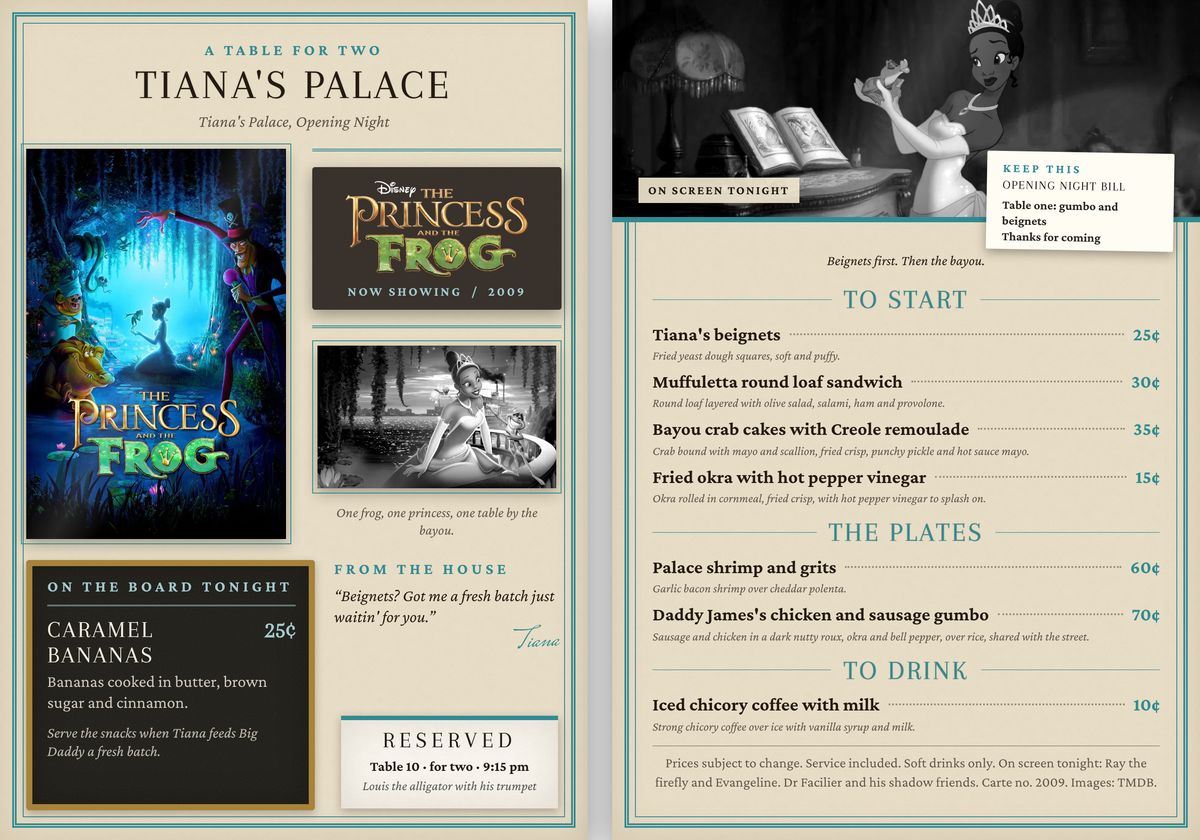 A TABLE FOR TWO
TIANA'S PALACE
Tiana's Palace, Opening Night
THE
PRINCESS
AND THE
FROG
Disney
THE
PRINCESS
AND THE
FROG
NOW SHOWING / 2009
One frog, one princess, one table by the
bayou.
ON THE BOARD TONIGHT
CARAMEL 25¢
BANANAS
Bananas cooked in butter, brown
sugar and cinnamon.
Serve the snacks when Tiana feeds Big
Daddy a fresh batch.
FROM THE HOUSE
“Beignets? Got me a fresh batch just
waitin' for you.”
Tiana
RESERVED
Table 10 • for two • 9:15 pm
Louis the alligator with his trumpet
ON SCREEN TONIGHT
KEEP THIS
OPENING NIGHT BILL
Table one: gumbo and
beignets
Thanks for coming
Beignets first. Then the bayou.
TO START
Tiana's beignets 25¢
Fried yeast dough squares, soft and puffy.
Muffuletta round loaf sandwich 30¢
Round loaf layered with olive salad, salami, ham and provolone.
Bayou crab cakes with Creole remoulade 35¢
Crab bound with mayo and scallion, fried crisp, punchy pickle and hot sauce mayo.
Fried okra with hot pepper vinegar 15¢
Okra rolled in cornmeal, fried crisp, with hot pepper vinegar to splash on.
THE PLATES
Palace shrimp and grits 60¢
Garlic bacon shrimp over cheddar polenta.
Daddy James's chicken and sausage gumbo 70¢
Sausage and chicken in a dark nutty roux, okra and bell pepper, over rice, shared with the street.
TO DRINK
Iced chicory coffee with milk 10¢
Strong chicory coffee over ice with vanilla syrup and milk.
Prices subject to change. Service included. Soft drinks only. On screen tonight: Ray the
firefly and Evangeline. Dr Facilier and his shadow friends. Carte no. 2009. Images: TMDB.